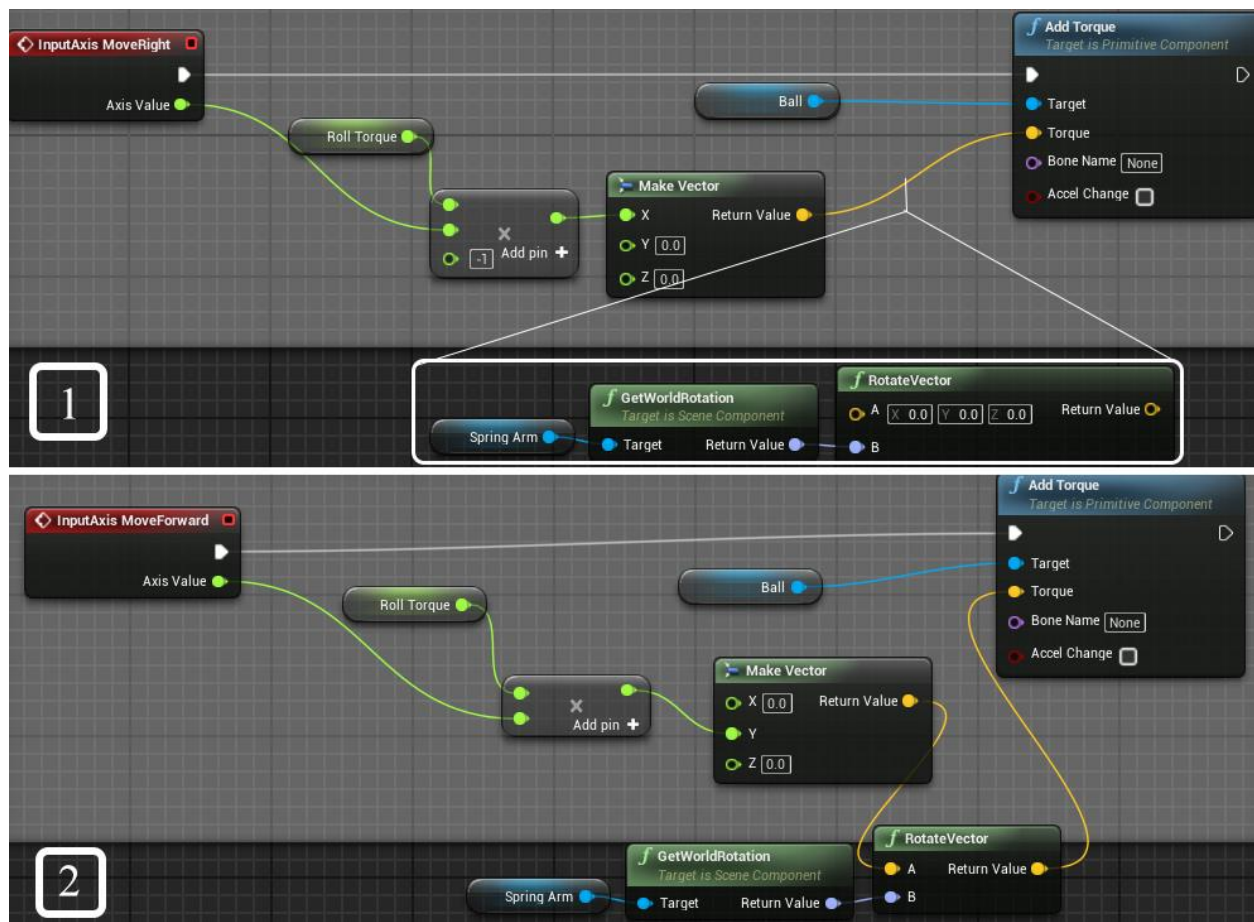 InputAxis MoveRight
Axis Value
Roll Torque
-1
Add pin
Make Vector
X
Return Value
Y 0.0
Z 0.0
Ball
Add Torque
Target is Primitive Component
Target
Torque
Bone Name None
Accel Change
1
Spring Arm
GetWorldRotation
Target is Scene Component
Target
Return Value
RotateVector
A X 0.0 Y 0.0 Z 0.0
Return Value
B
InputAxis MoveForward
Axis Value
Roll Torque
Add pin
Make Vector
X 0.0
Return Value
Y
Z 0.0
Ball
Add Torque
Target is Primitive Component
Target
Torque
Bone Name None
Accel Change
2
Spring Arm
GetWorldRotation
Target is Scene Component
Target
Return Value
RotateVector
A
Return Value
B